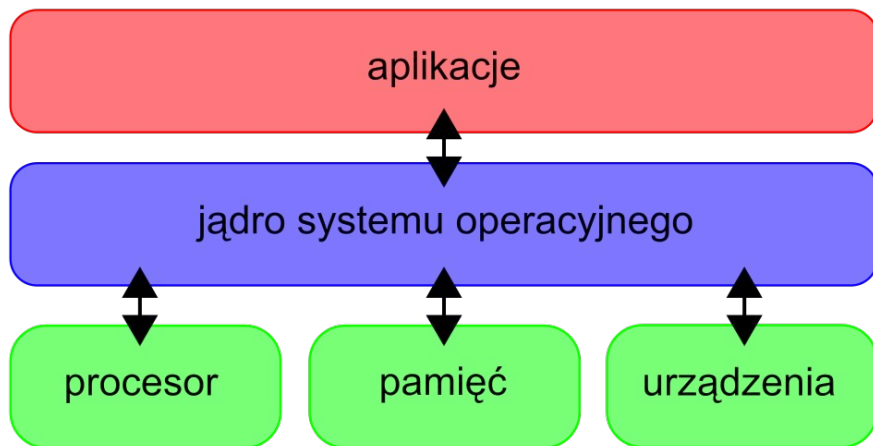 aplikacje
jądro systemu operacyjnego
procesor
pamięć
urządzenia